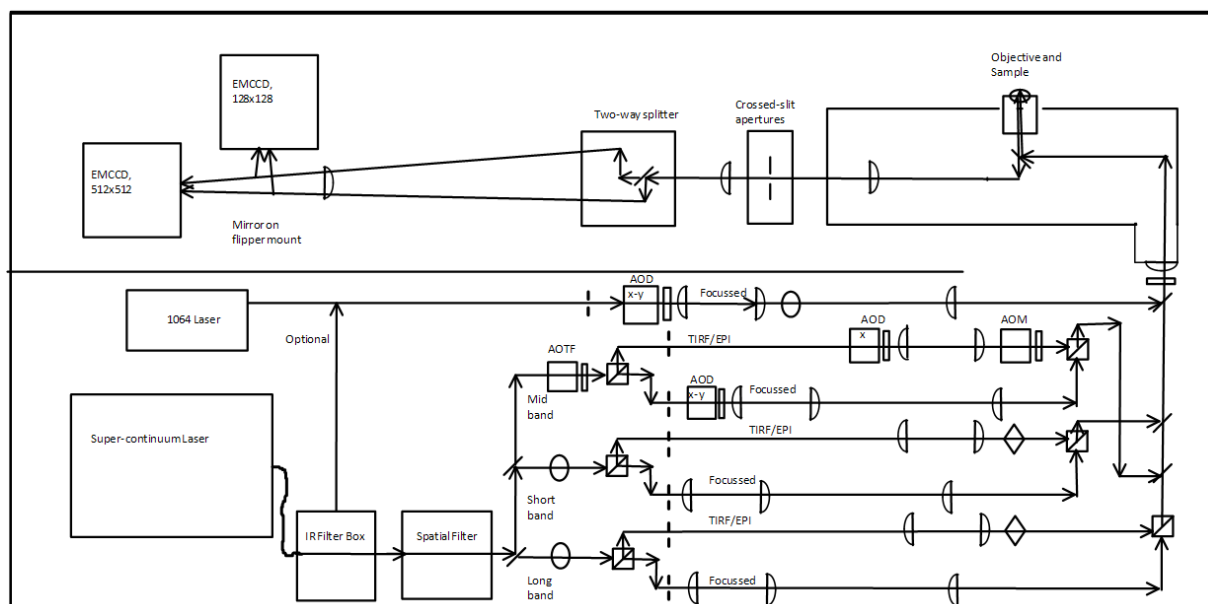 Objective and
Sample
EMCCD,
128x128
Two-way splitter
Crossed-slit
apertures
EMCCD,
512x512
Mirror on
flipper mount
AOD
x-y
Focussed
1064 Laser
Optional
TIRF/EPI
AOD
x
AOM
AOTF
Mid
band
AOD
x-y
Focussed
Super-continuum Laser
TIRF/EPI
Short
band
Focussed
IR Filter Box
Spatial Filter
TIRF/EPI
Long
band
Focussed